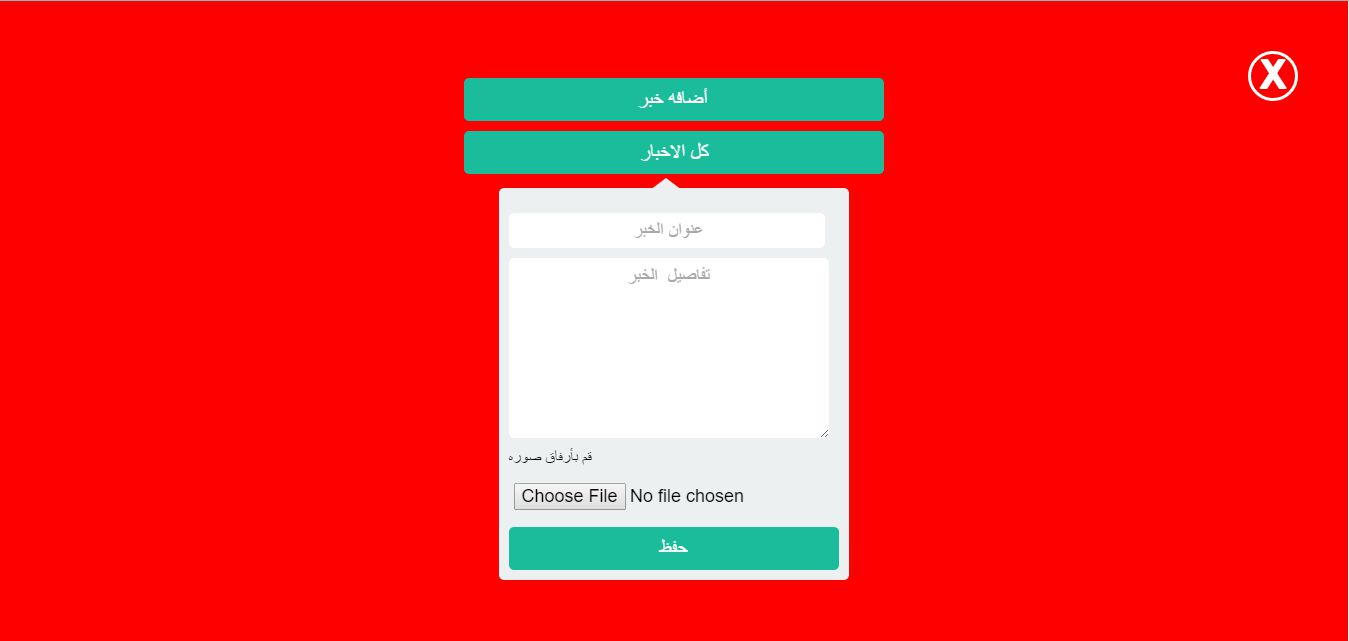 X
أضافه خبر
كل الاخبار
عنوان الخبر
تفاصيل الخبر
قم بأرفاق صوره
Choose File No file chosen
حفظ